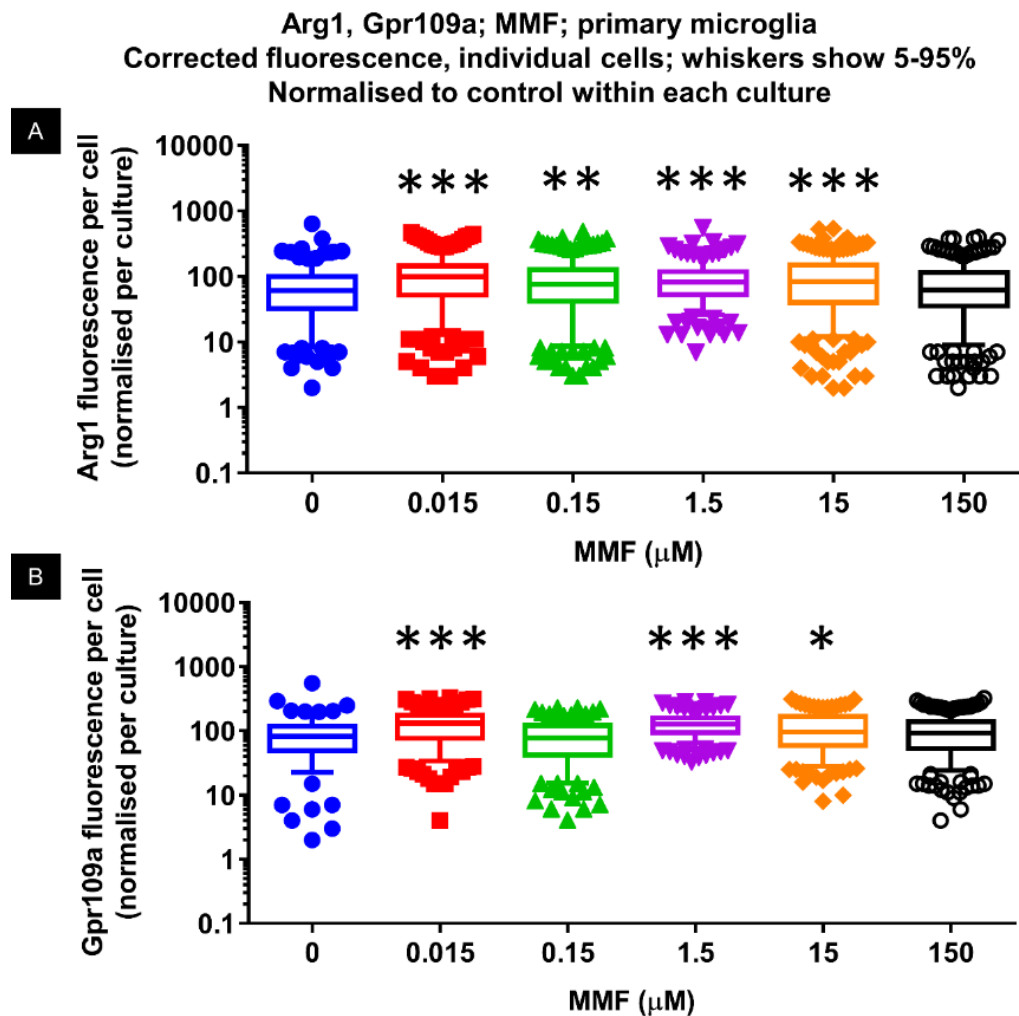 Arg1, Gpr109a; MMF; primary microglia
Corrected fluorescence, individual cells; whiskers show 5-95%
Normalised to control within each culture
A
Arg1 fluorescence per cell
(normalised per culture)
10000
1000
100
10
1
0.1
*** ** *** ***
0 0.015 0.15 1.5 15 150
MMF (μM)
B
Gpr109a fluorescence per cell
(normalised per culture)
10000
1000
100
10
1
0.1
*** *** *
0 0.015 0.15 1.5 15 150
MMF (μM)